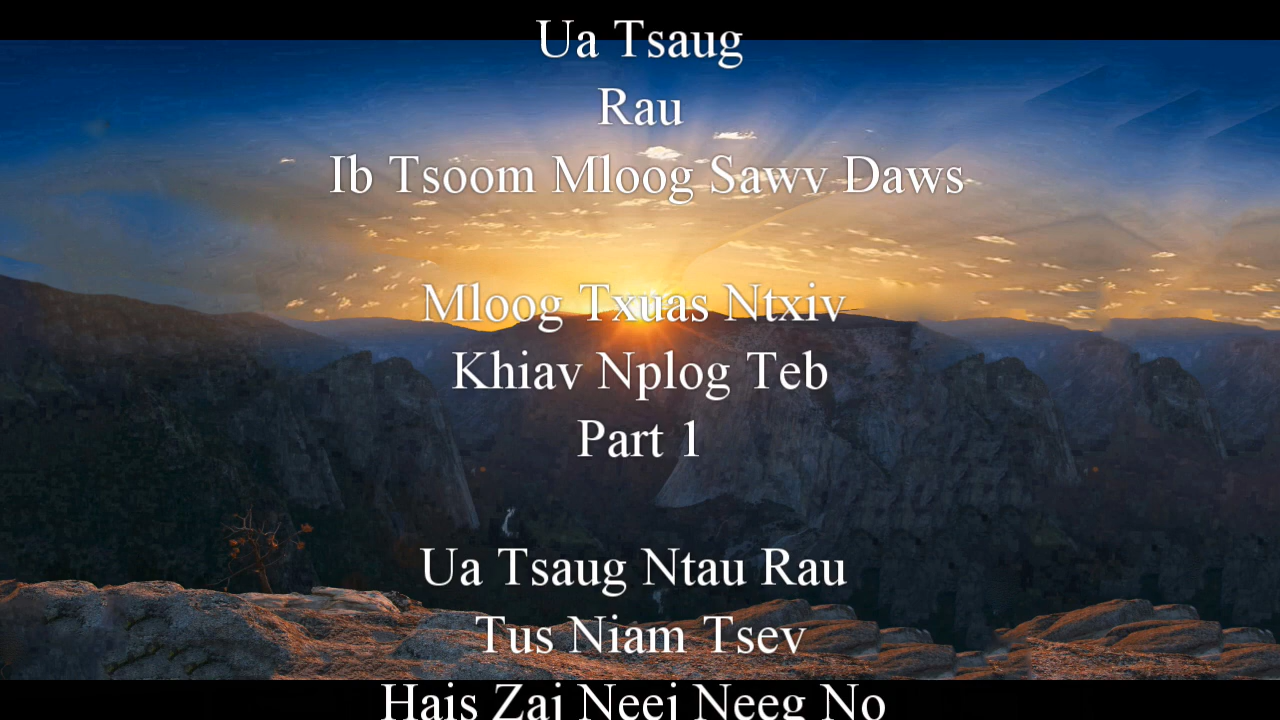 Ua Tsaug
Rau
Ib Tsoom Mloog Sawv Daws
Mloog Txuas Ntxiv
Khiav Nplog Teb
Part 1
Ua Tsaug Ntau Rau
Tus Niam Tsev
Hais Zaj Neej Neeg No